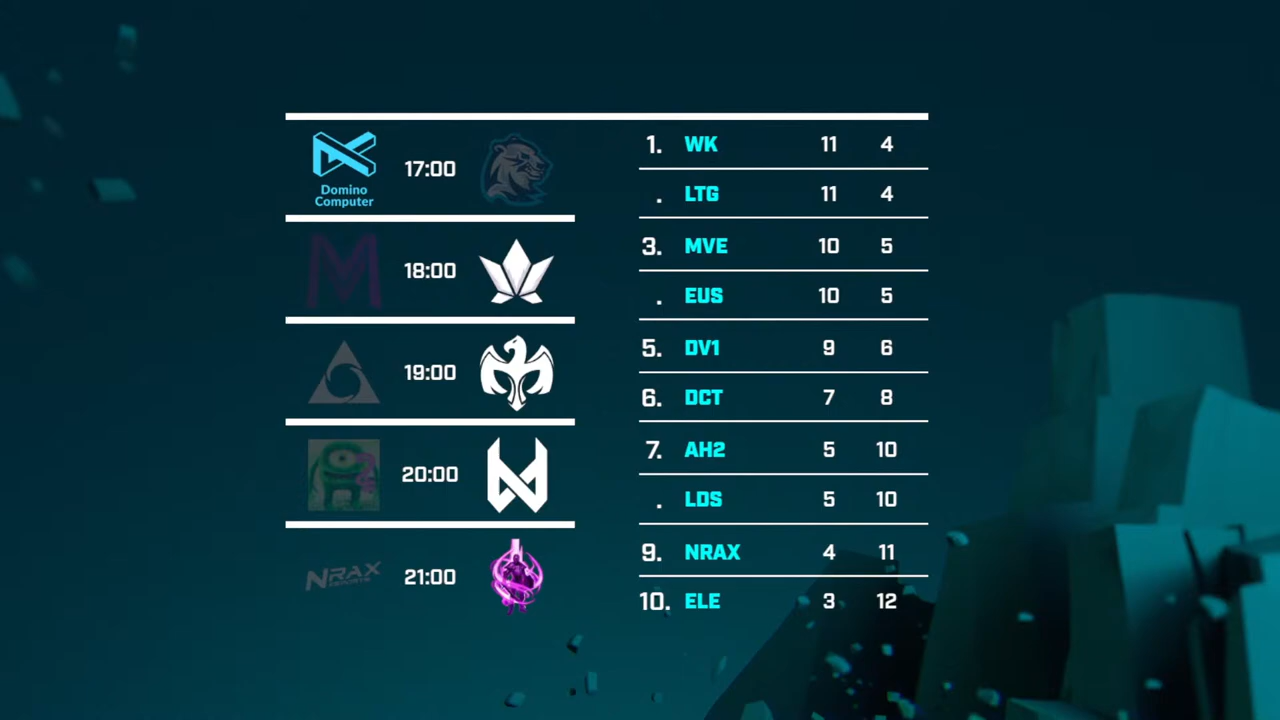 Domino
Computer
17:00
18:00
19:00
20:00
NRAX
21:00
1. WK 11 4
. LTG 11 4
3. MVE 10 5
. EUS 10 5
5. DV1 9 6
6. DCT 7 8
7. AH2 5 10
. LDS 5 10
9. NRAX 4 11
10. ELE 3 12